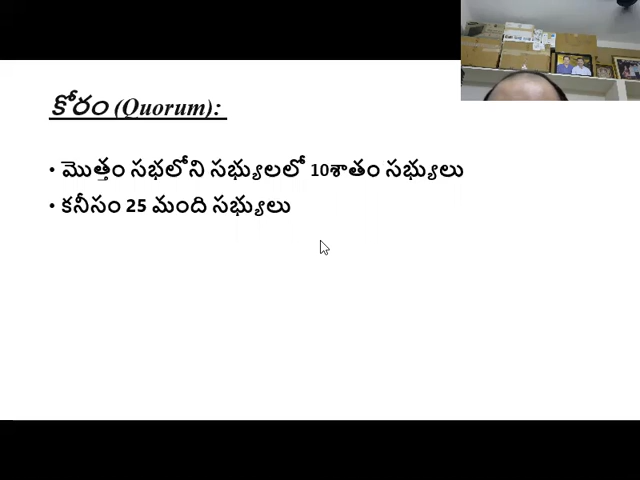 కోరం (Quorum):
• మొత్తం సభలోని సభ్యులలో 10శాతం సభ్యులు
• కనీసం 25 మంది సభ్యులు